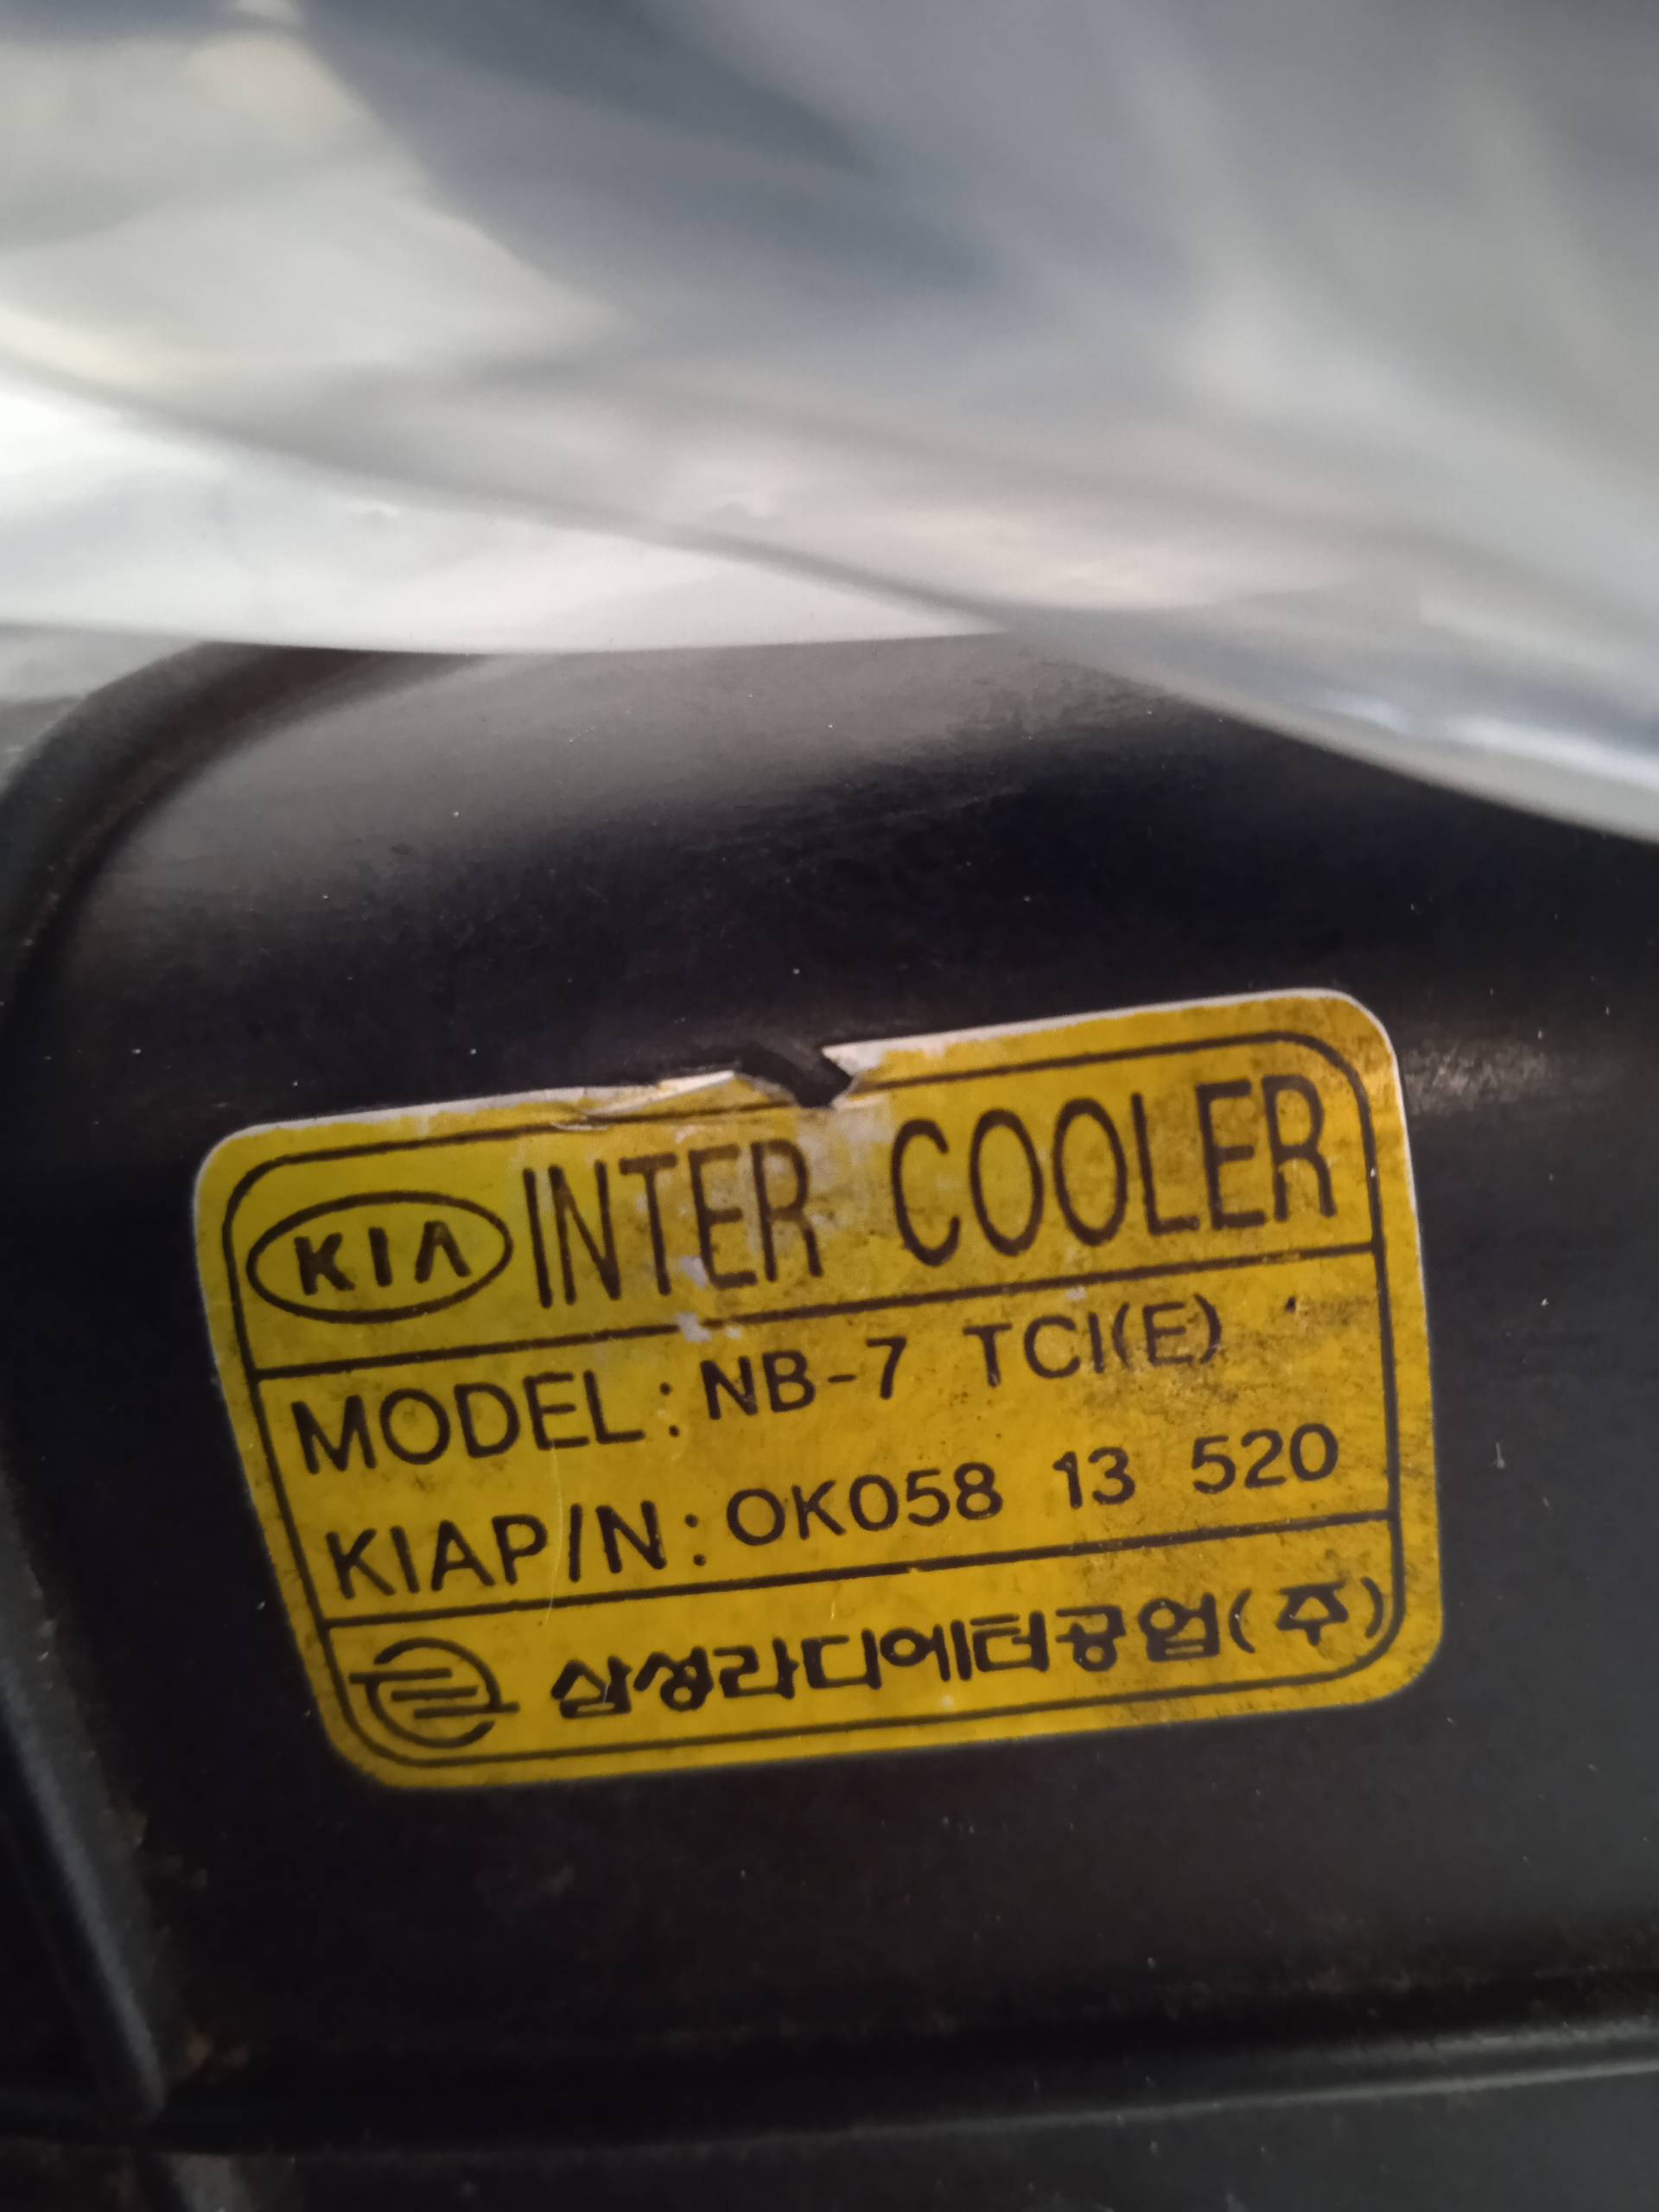 KIA INTER COOLER
MODEL: NB-7 TCI(E)
KIAP/N: OK058 13 520
삼성라디에터공업(주)